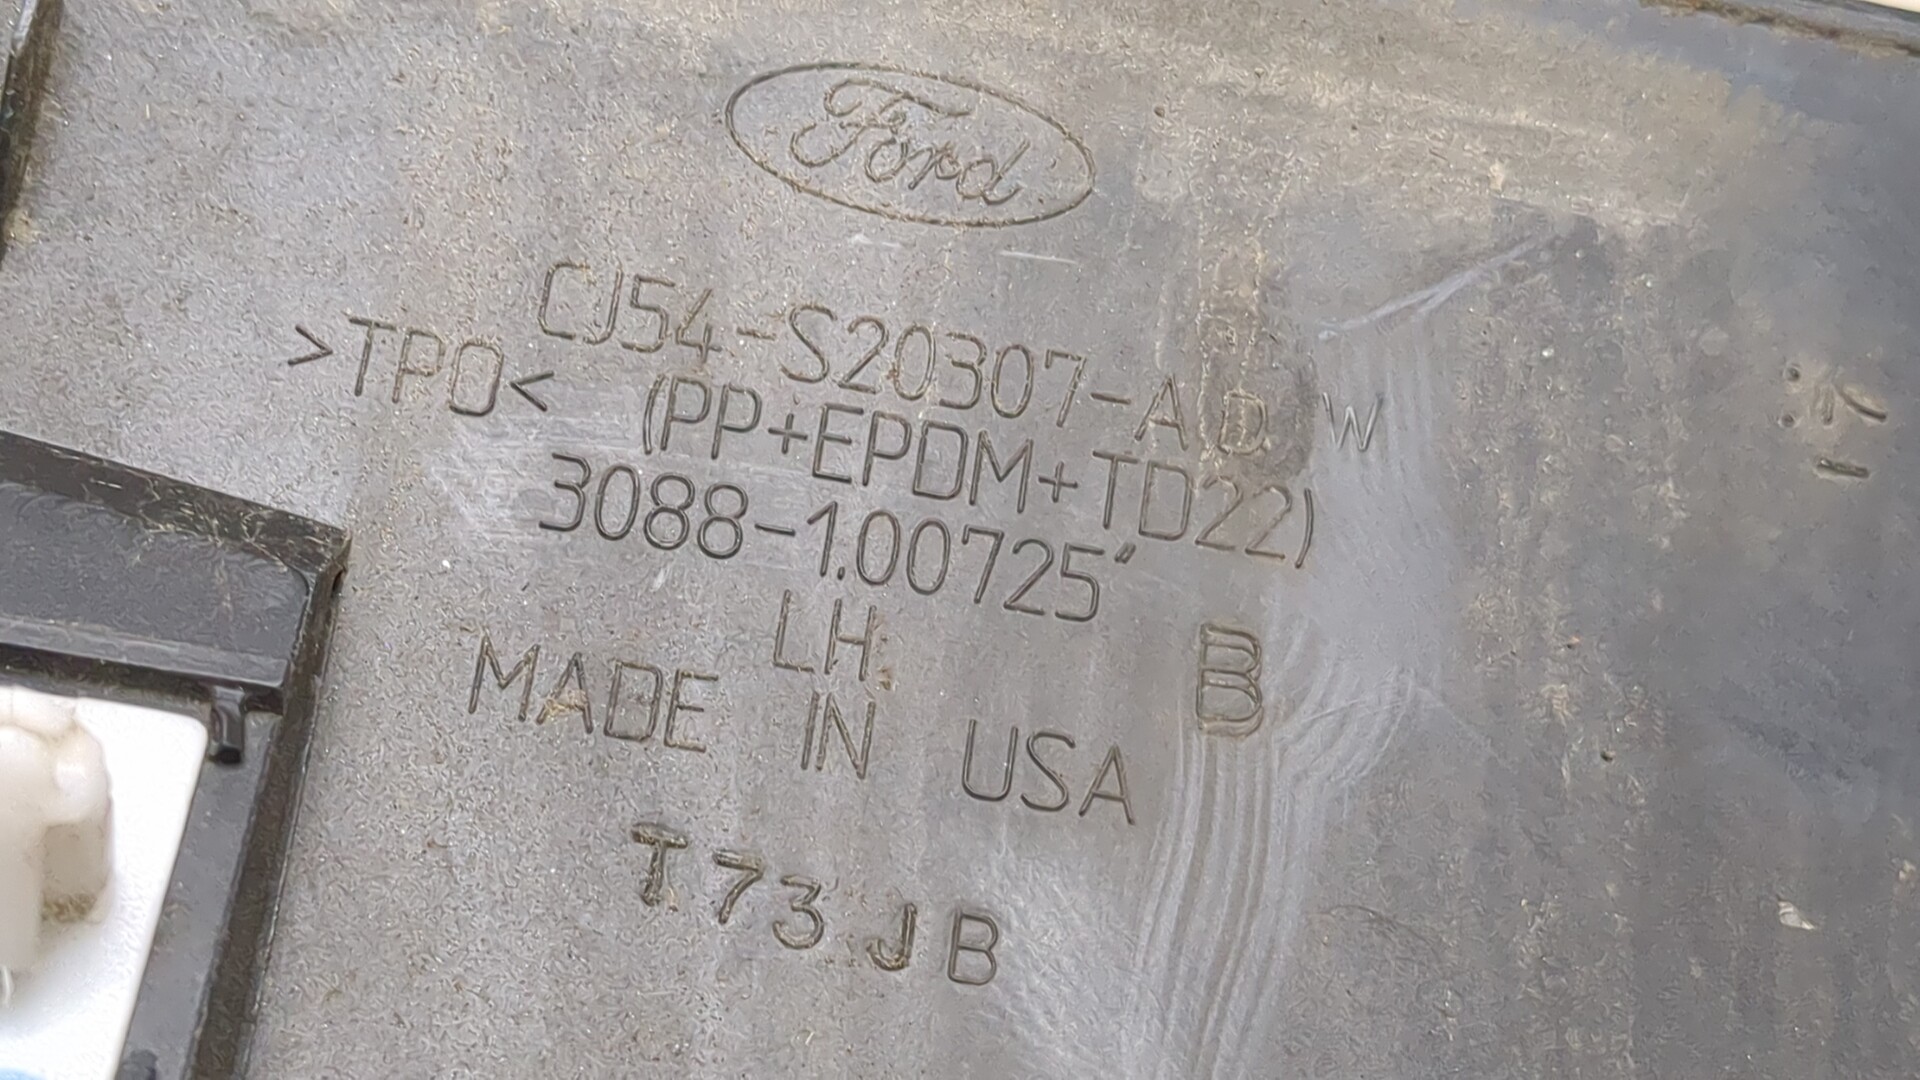 Ford
CJ54-S20307-AD W
>TPO< (PP+EPDM+TD22)
3088-1.00725"
LH
B
MADE IN USA
T73JB